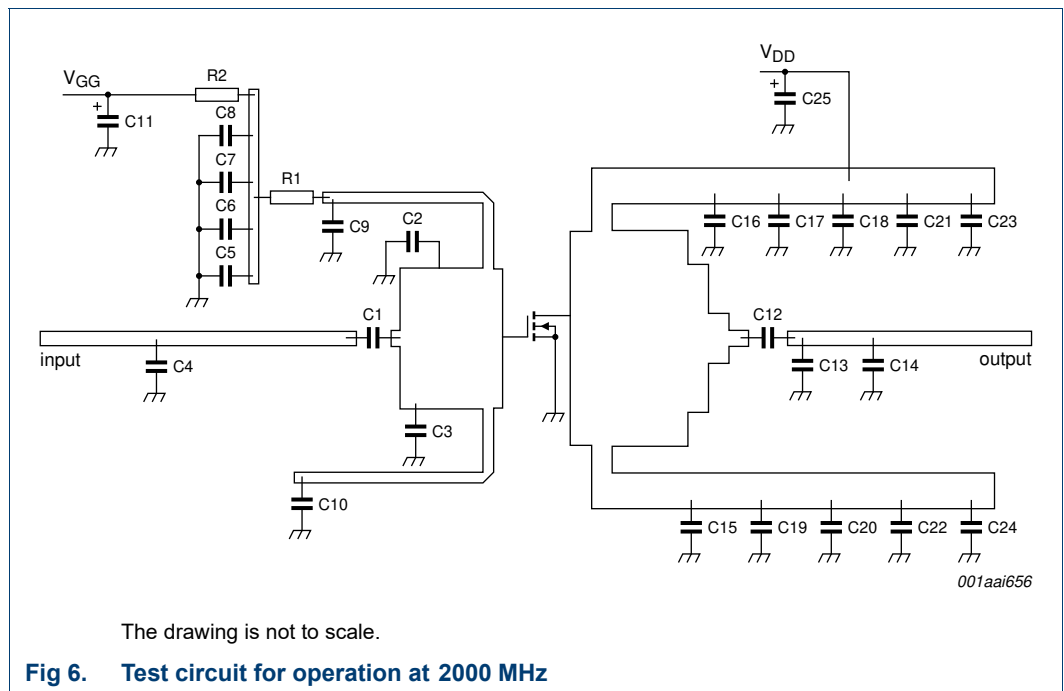 VDD
VGG
R2
C25
C11
C8
C7
R1
C6
C2
C9
C16
C17
C18
C21
C23
C5
C1
C12
input
C4
C13
C14
output
C3
C10
C15
C19
C20
C22
C24
001aai656
The drawing is not to scale.
Fig 6. Test circuit for operation at 2000 MHz